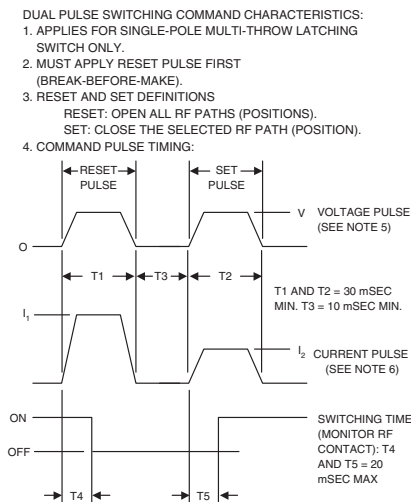 DUAL PULSE SWITCHING COMMAND CHARACTERISTICS:
1. APPLIES FOR SINGLE-POLE MULTI-THROW LATCHING
SWITCH ONLY.
2. MUST APPLY RESET PULSE FIRST
(BREAK-BEFORE-MAKE).
3. RESET AND SET DEFINITIONS
RESET: OPEN ALL RF PATHS (POSITIONS).
SET: CLOSE THE SELECTED RF PATH (POSITION).
4. COMMAND PULSE TIMING:
RESET
PULSE
SET
PULSE
V VOLTAGE PULSE
(SEE NOTE 5)
O
T1 T3 T2
T1 AND T2 = 30 mSEC
MIN. T3 = 10 mSEC MIN.
I₁
I₂ CURRENT PULSE
(SEE NOTE 6)
ON
OFF
SWITCHING TIME
(MONITOR RF
CONTACT): T4
AND T5 = 20
mSEC MAX
T4 T5